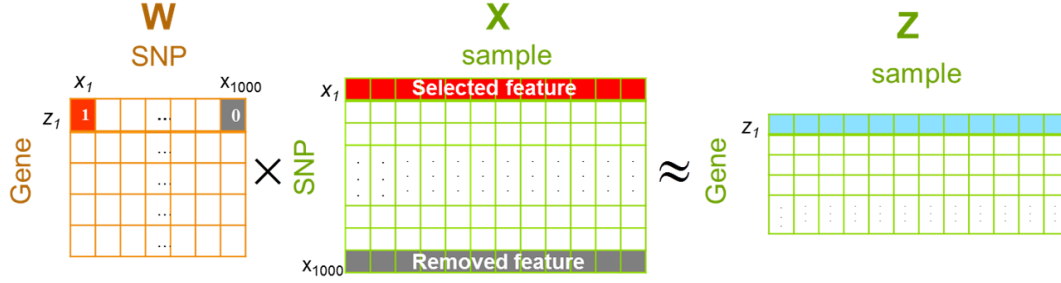 W
SNP
x1
x1000
z1
1
...
0
Gene
...
...
...
...
×
X
sample
x1
Selected feature
SNP
x1000
Removed feature
≈
Z
sample
z1
Gene